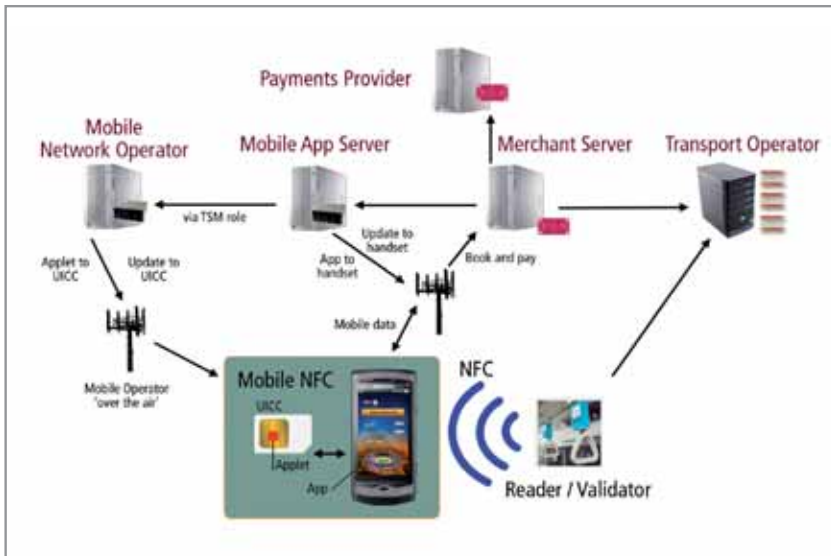 Payments Provider
Mobile
Network Operator
Mobile App Server
Merchant Server
Transport Operator
via TSM role
Applet to
UICC
Update to
UICC
App to
handset
Update to
handset
Book and pay
Mobile data
Mobile Operator
'over the air'
Mobile NFC
UICC
Applet
App
NFC
Reader / Validator